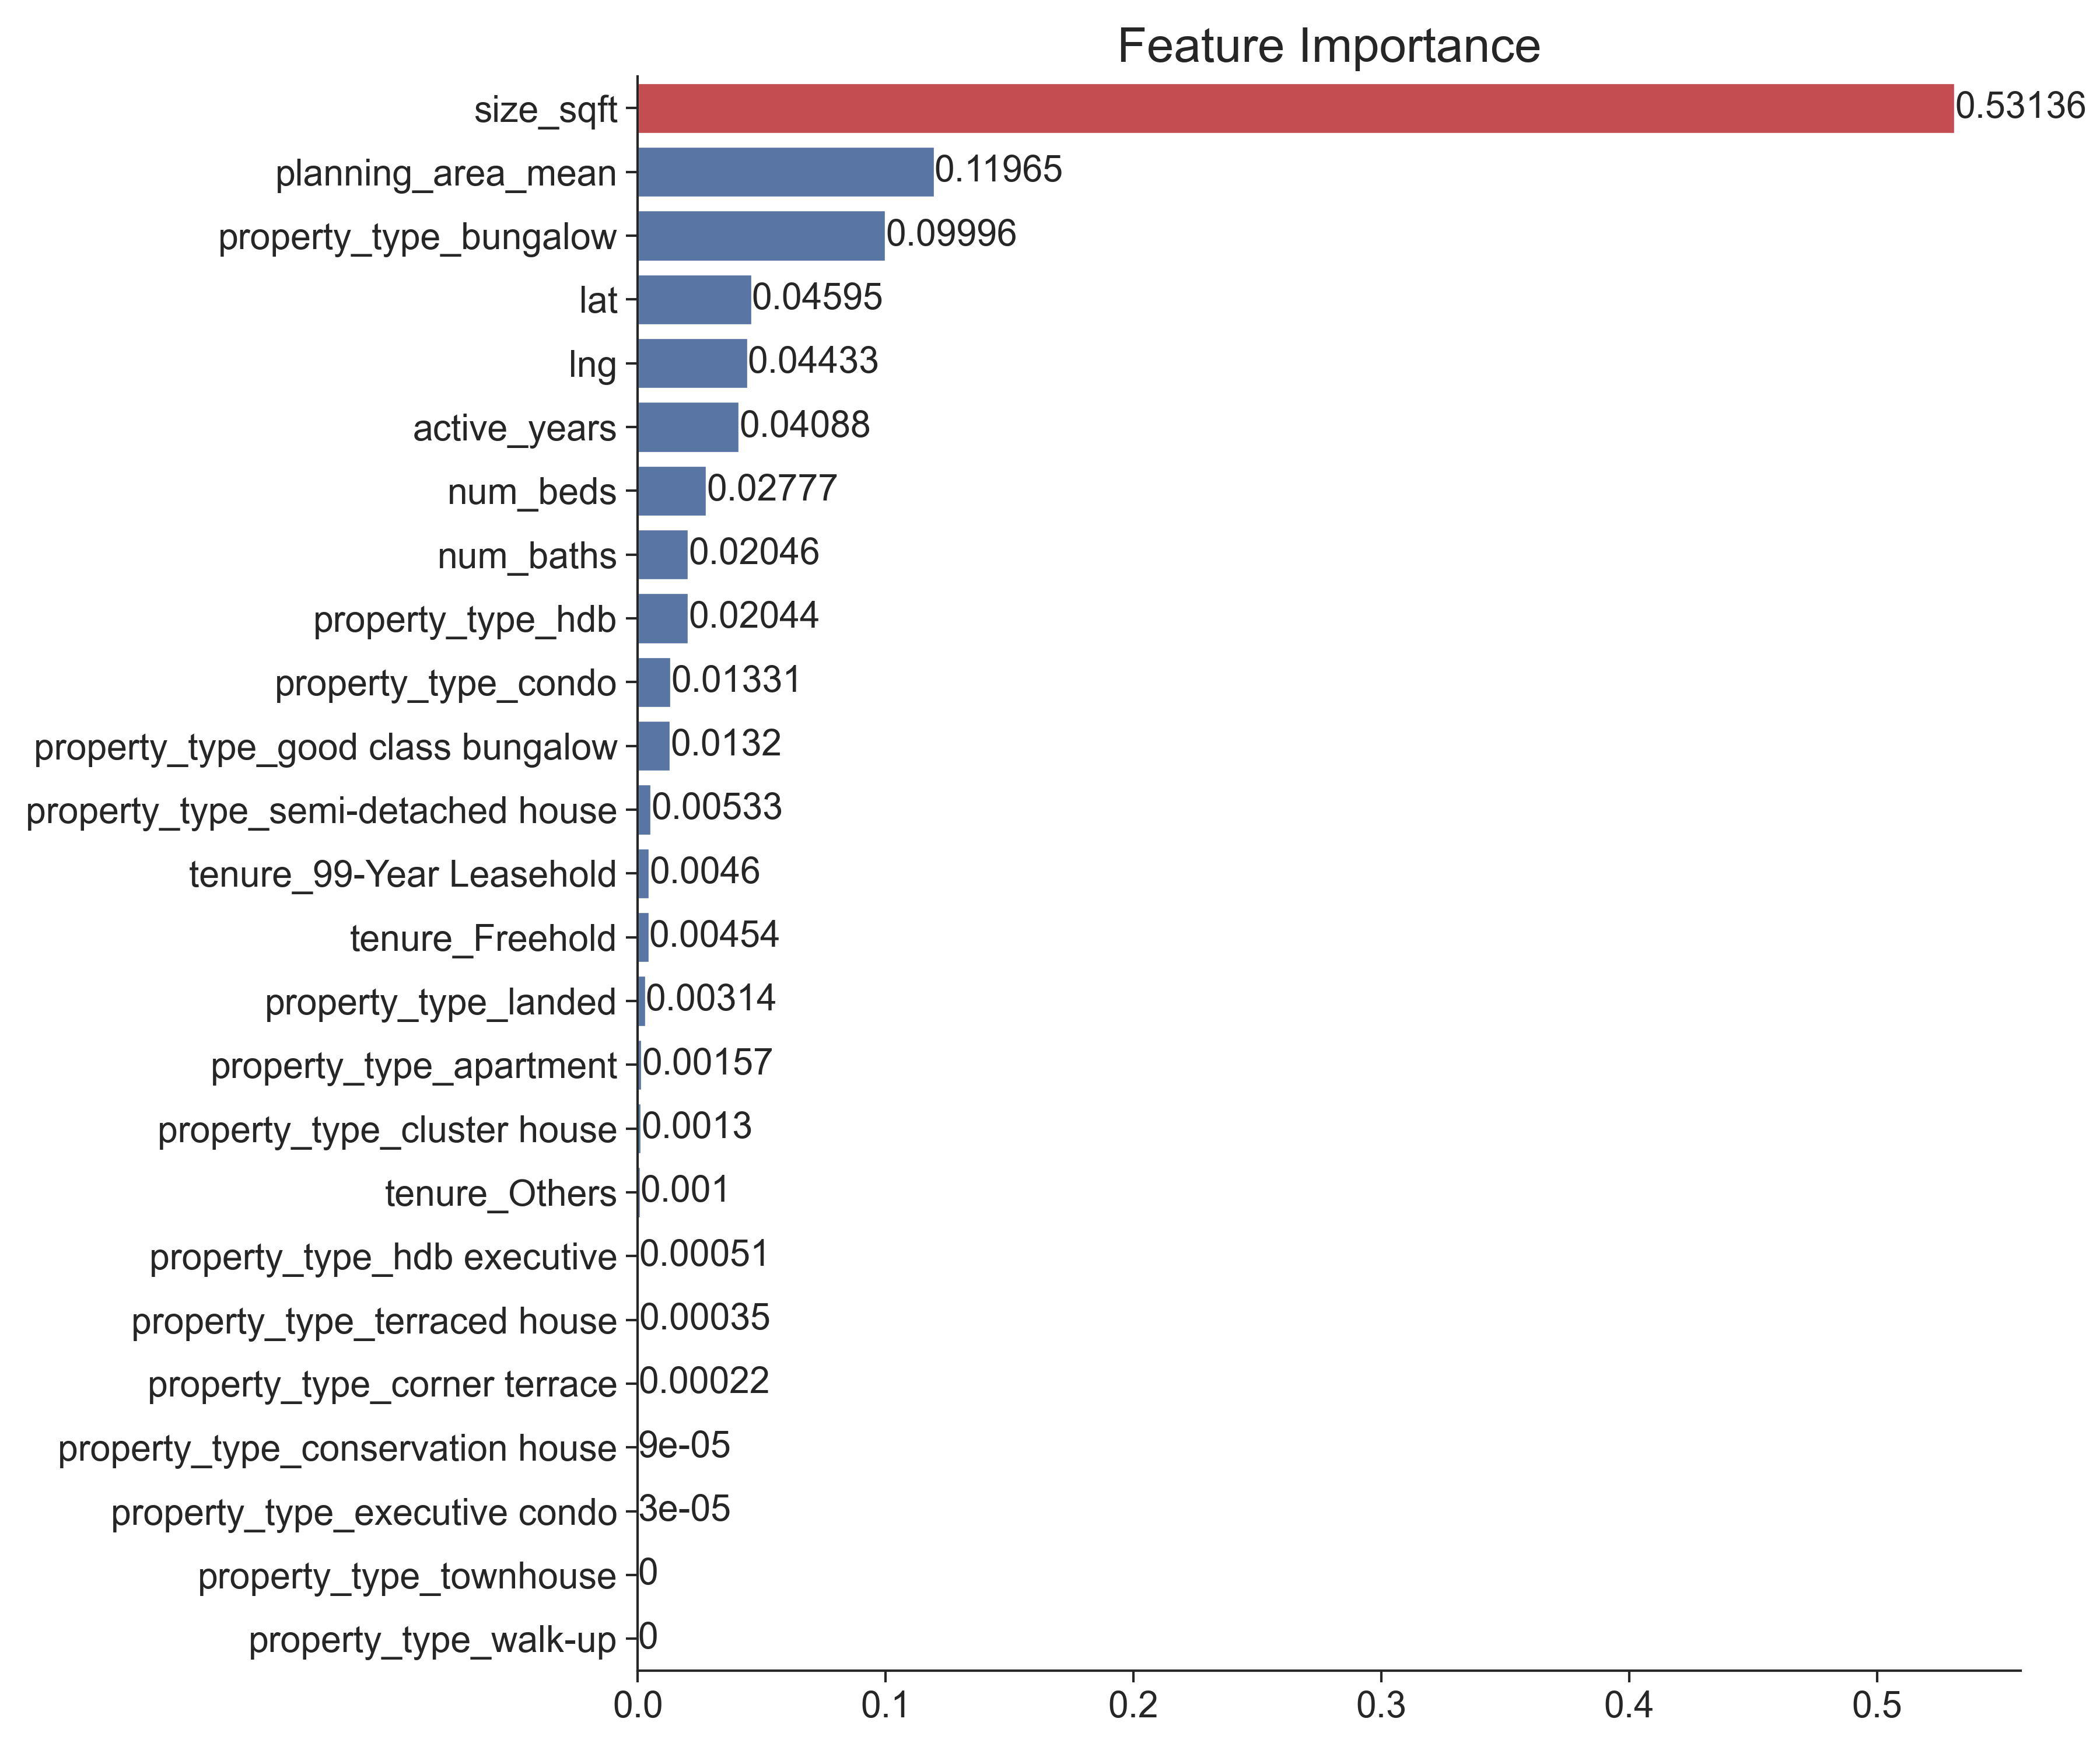 Feature Importance
size_sqft 0.53136
planning_area_mean 0.11965
property_type_bungalow 0.09996
lat 0.04595
lng 0.04433
active_years 0.04088
num_beds 0.02777
num_baths 0.02046
property_type_hdb 0.02044
property_type_condo 0.01331
property_type_good class bungalow 0.0132
property_type_semi-detached house 0.00533
tenure_99-Year Leasehold 0.0046
tenure_Freehold 0.00454
property_type_landed 0.00314
property_type_apartment 0.00157
property_type_cluster house 0.0013
tenure_Others 0.001
property_type_hdb executive 0.00051
property_type_terraced house 0.00035
property_type_corner terrace 0.00022
property_type_conservation house 9e-05
property_type_executive condo 3e-05
property_type_townhouse 0
property_type_walk-up 0
0.0 0.1 0.2 0.3 0.4 0.5